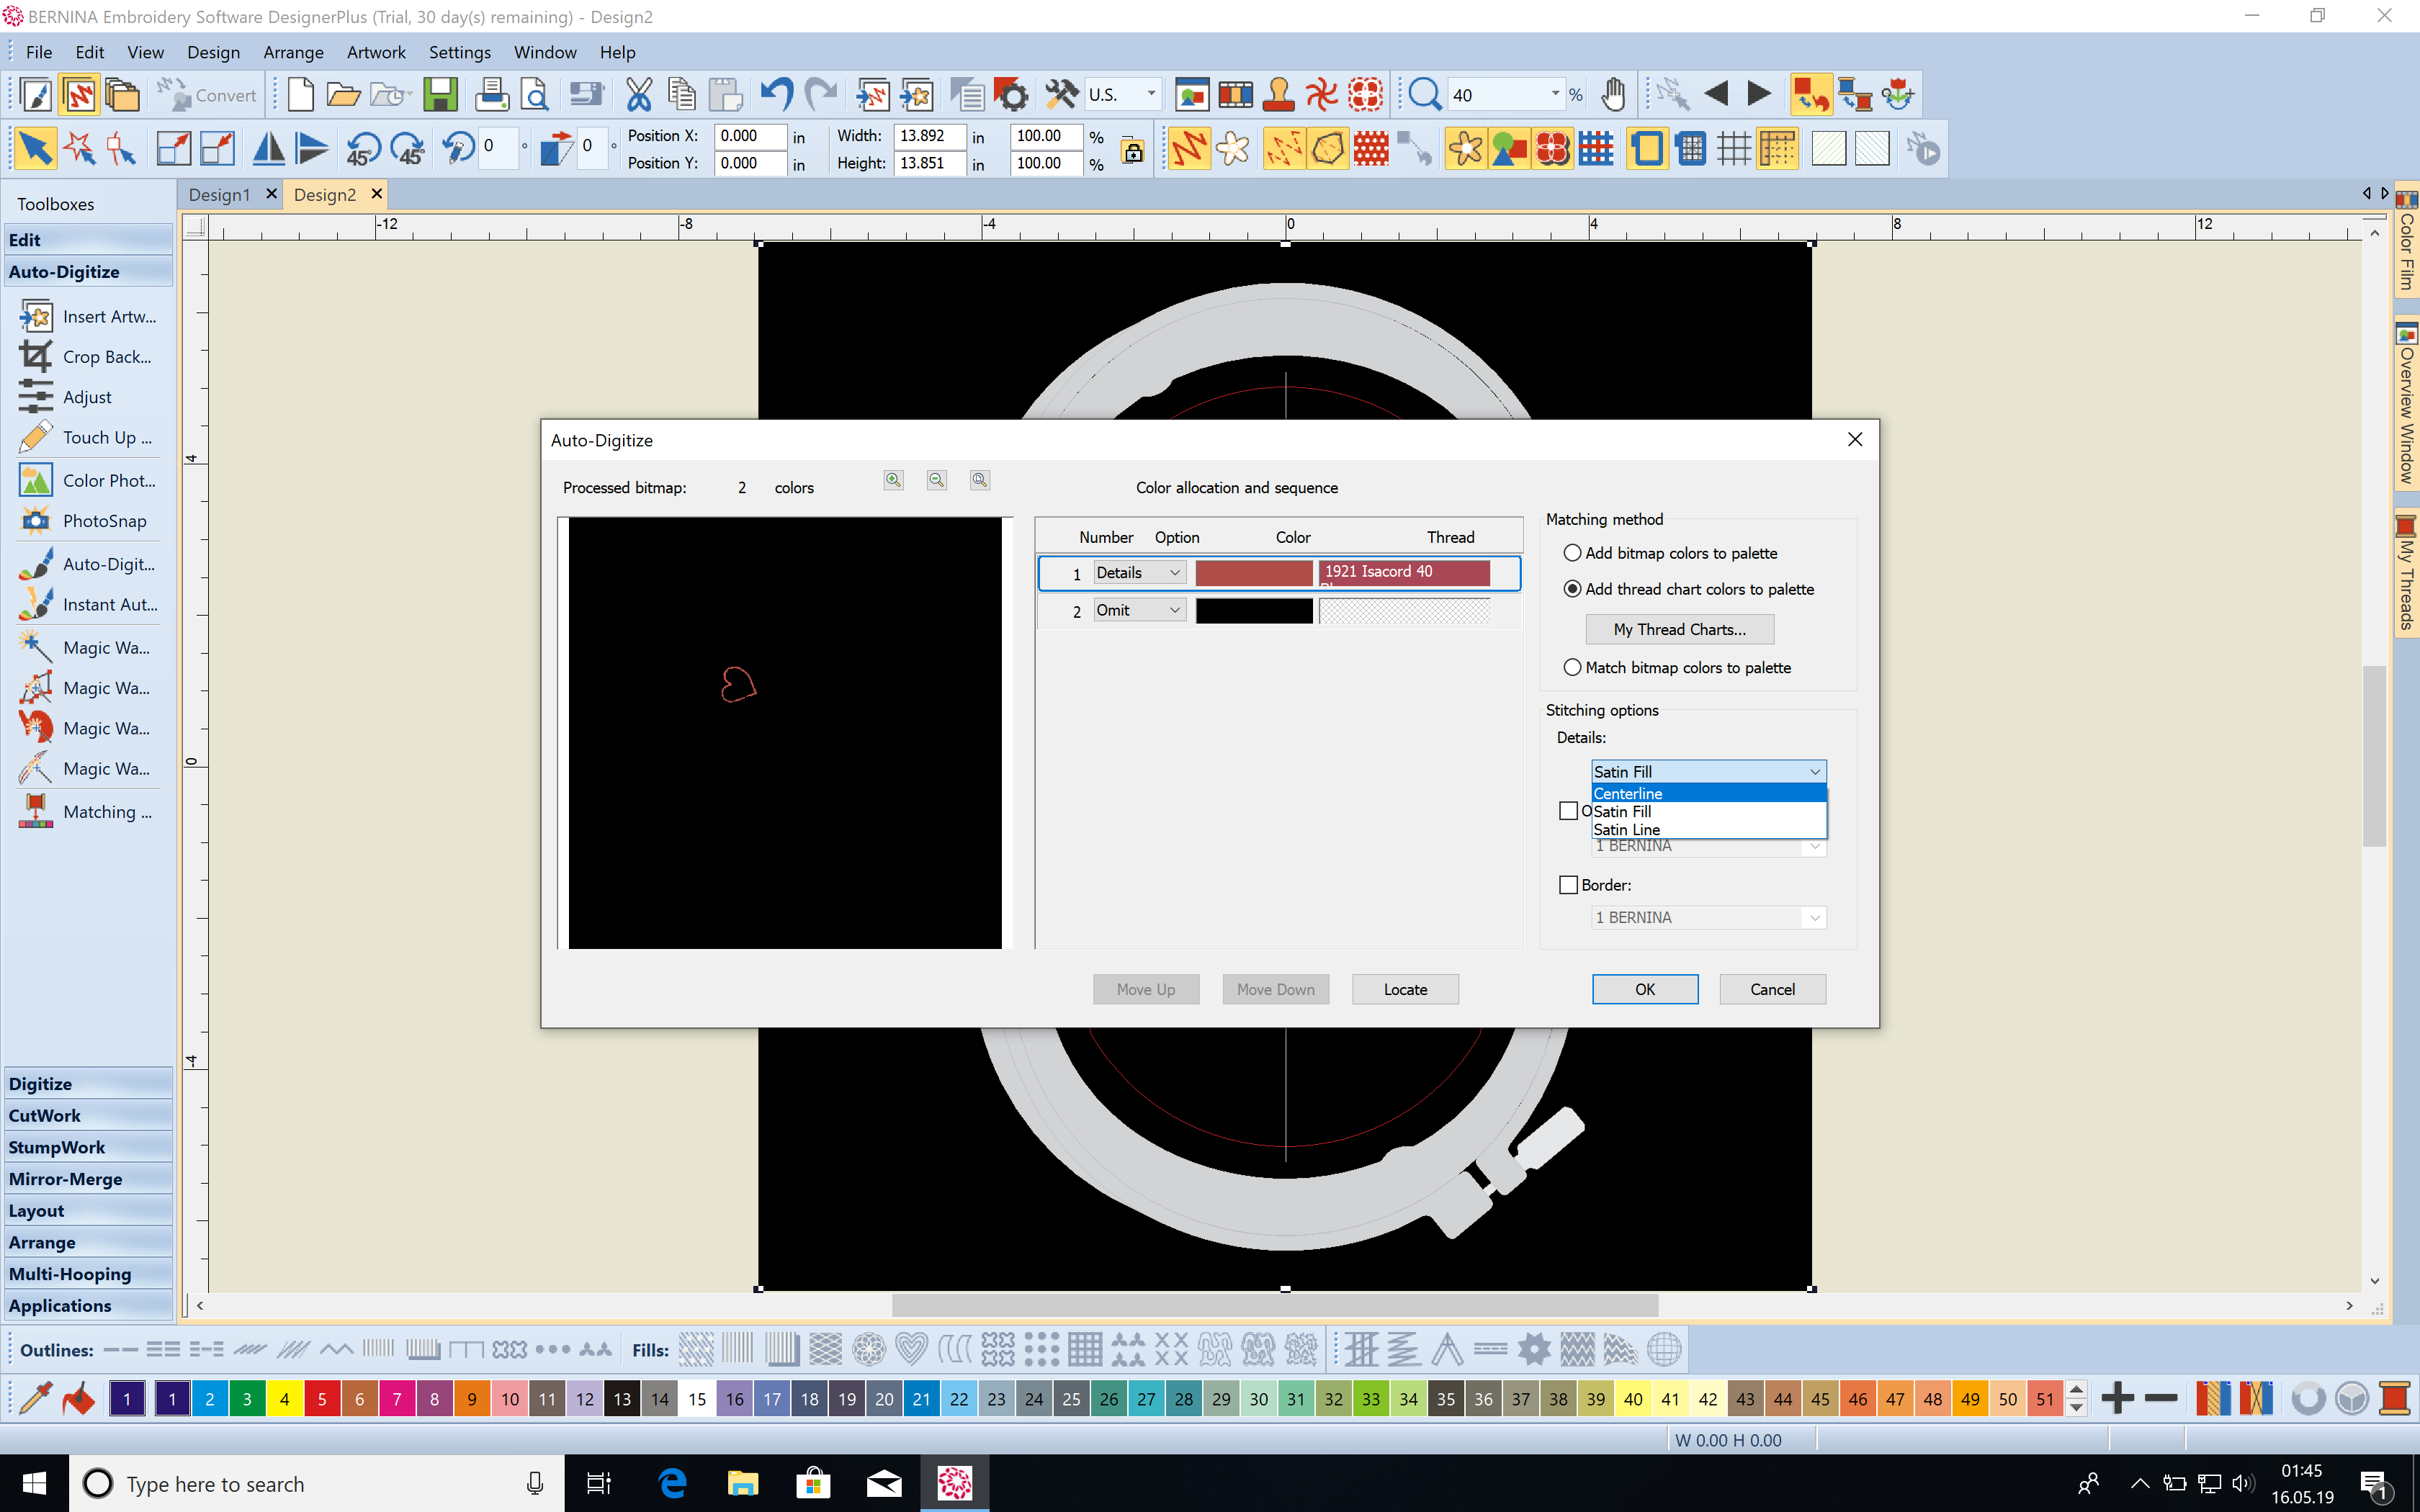 BERNINA Embroidery Software DesignerPlus (Trial, 30 day(s) remaining) - Design2
File Edit View Design Arrange Artwork Settings Window Help
Convert U.S. 40 %
45 45 0 ° 0 ° Position X: 0.000 in Width: 13.892 in 100.00 %
Position Y: 0.000 in Height: 13.851 in 100.00 %
Toolboxes
Design1 Design2
-12 -8 -4 0 4 8 12
Edit
Auto-Digitize
Insert Artw...
Crop Back...
Adjust
Touch Up ...
Color Phot...
PhotoSnap
Auto-Digit...
Instant Aut...
Magic Wa...
Magic Wa...
Magic Wa...
Magic Wa...
Matching ...
Digitize
CutWork
StumpWork
Mirror-Merge
Layout
Arrange
Multi-Hooping
Applications
4
0
-4
Auto-Digitize
Processed bitmap: 2 colors
Color allocation and sequence
Number Option Color Thread
1 Details 1921 Isacord 40
2 Omit
Matching method
Add bitmap colors to palette
Add thread chart colors to palette
My Thread Charts...
Match bitmap colors to palette
Stitching options
Details:
Satin Fill
Centerline
O Satin Fill
Satin Line
1 BERNINA
Border:
1 BERNINA
Move Up Move Down Locate OK Cancel
Color Film
Overview Window
My Threads
Outlines: Fills:
1 1 2 3 4 5 6 7 8 9 10 11 12 13 14 15 16 17 18 19 20 21 22 23 24 25 26 27 28 29 30 31 32 33 34 35 36 37 38 39 40 41 42 43 44 45 46 47 48 49 50 51
W 0.00 H 0.00
Type here to search
01:45
16.05.19
1